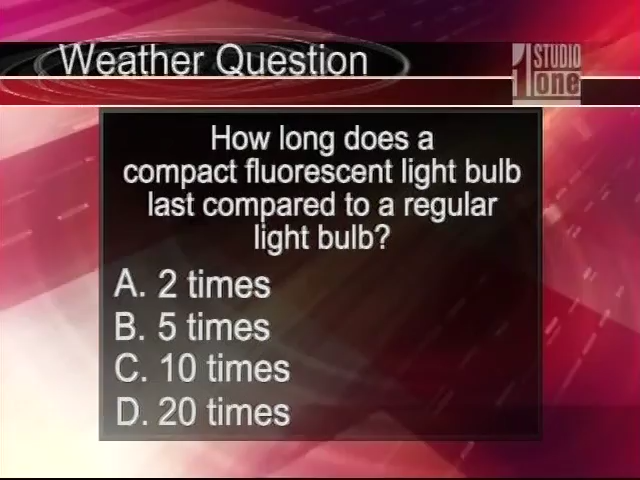 Weather Question
1 STUDIO
one
How long does a
compact fluorescent light bulb
last compared to a regular
light bulb?
A. 2 times
B. 5 times
C. 10 times
D. 20 times